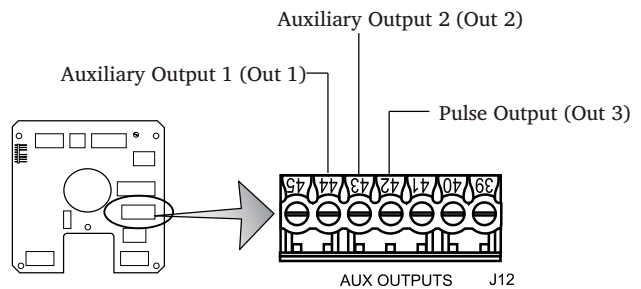 Auxiliary Output 2 (Out 2)
Auxiliary Output 1 (Out 1)
Pulse Output (Out 3)
45 44 43 42 41 40 39
AUX OUTPUTS J12